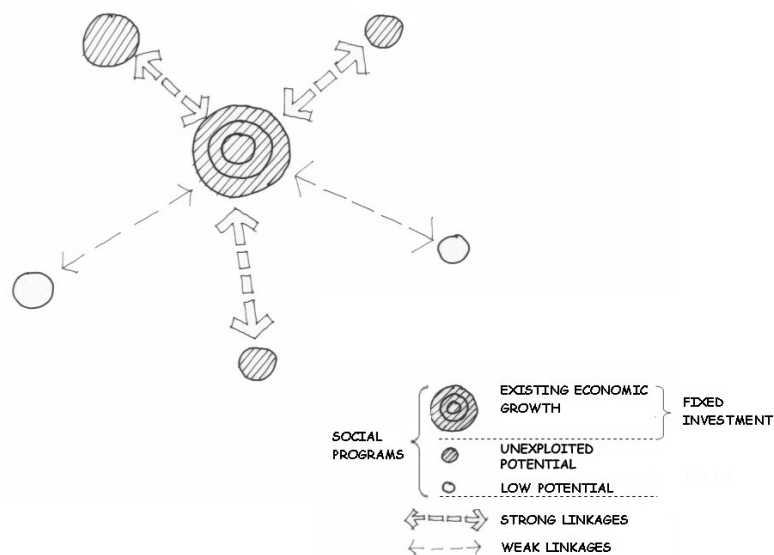 EXISTING ECONOMIC
GROWTH
FIXED
INVESTMENT
SOCIAL
PROGRAMS
UNEXPLOITED
POTENTIAL
LOW POTENTIAL
STRONG LINKAGES
WEAK LINKAGES